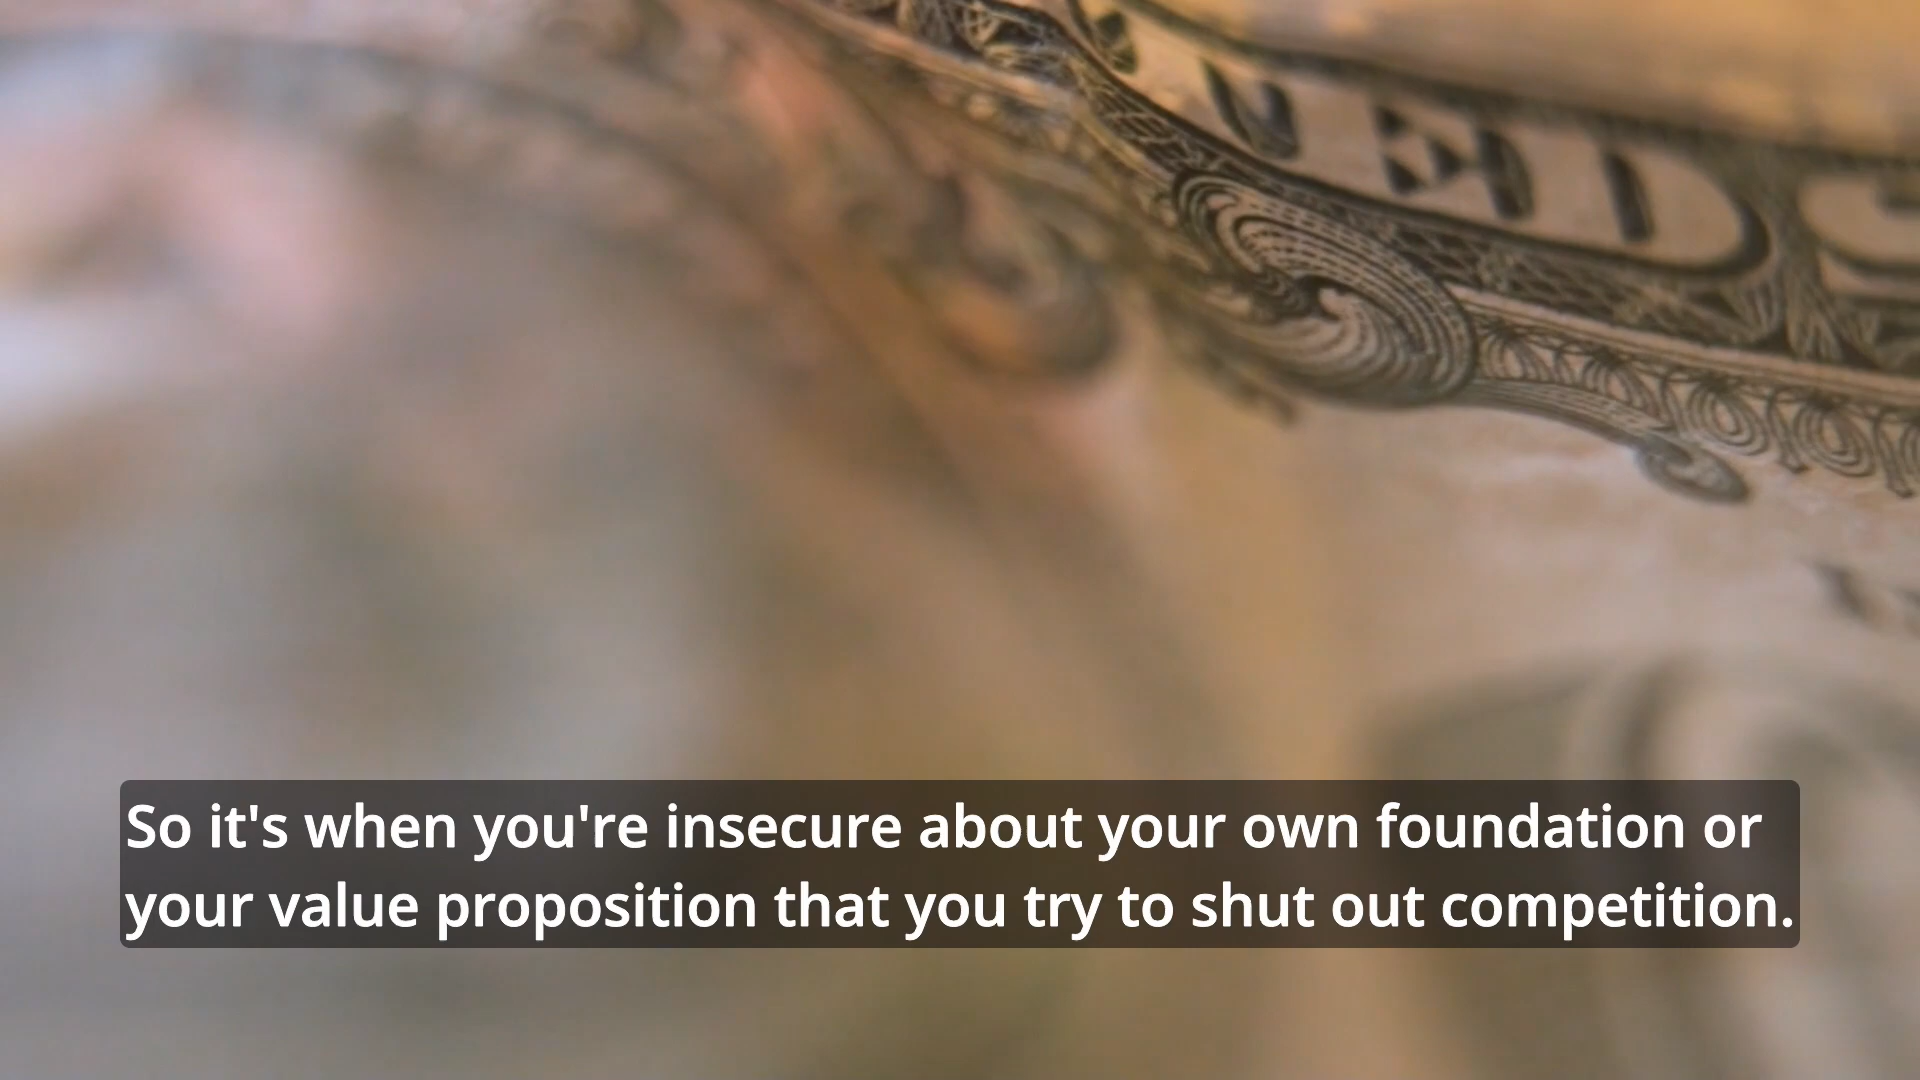 So it's when you're insecure about your own foundation or
your value proposition that you try to shut out competition.